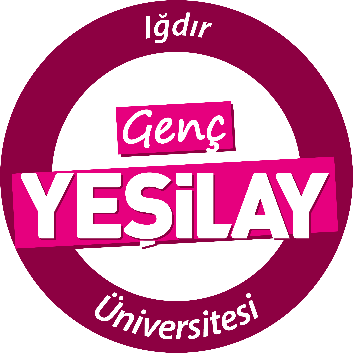 Iğdır
Genç
YEŞİLAY
Üniversitesi